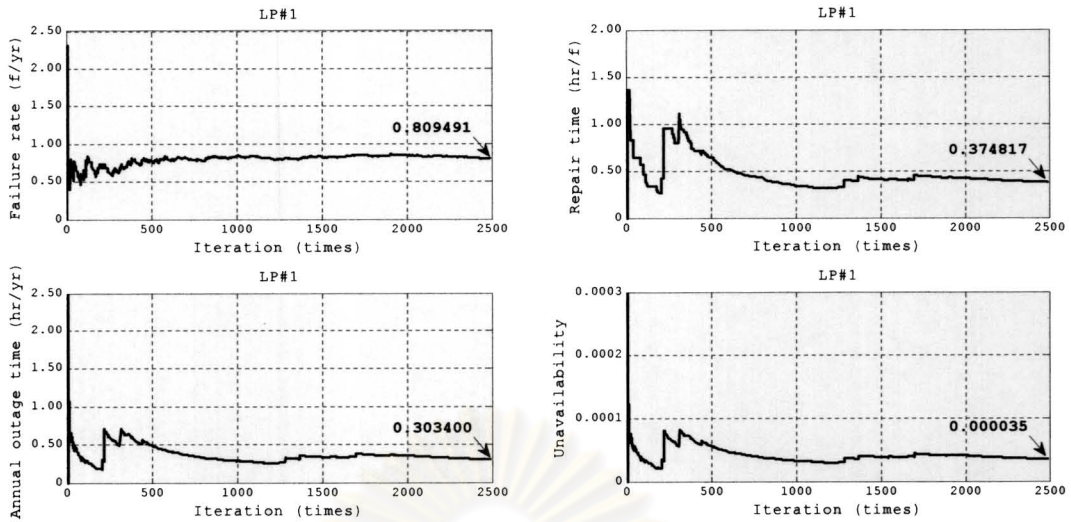 LP#1
Failure rate (f/yr)
2.50
2.00
1.50
1.00
0.50
0
0.809491
0 500 1000 1500 2000 2500
Iteration (times)
LP#1
Repair time (hr/f)
2.00
1.50
1.00
0.50
0
0.374817
0 500 1000 1500 2000 2500
Iteration (times)
LP#1
Annual outage time (hr/yr)
2.50
2.00
1.50
1.00
0.50
0
0.303400
0 500 1000 1500 2000 2500
Iteration (times)
LP#1
Unavailability
0.0003
0.0002
0.0001
0
0.000035
0 500 1000 1500 2000 2500
Iteration (times)